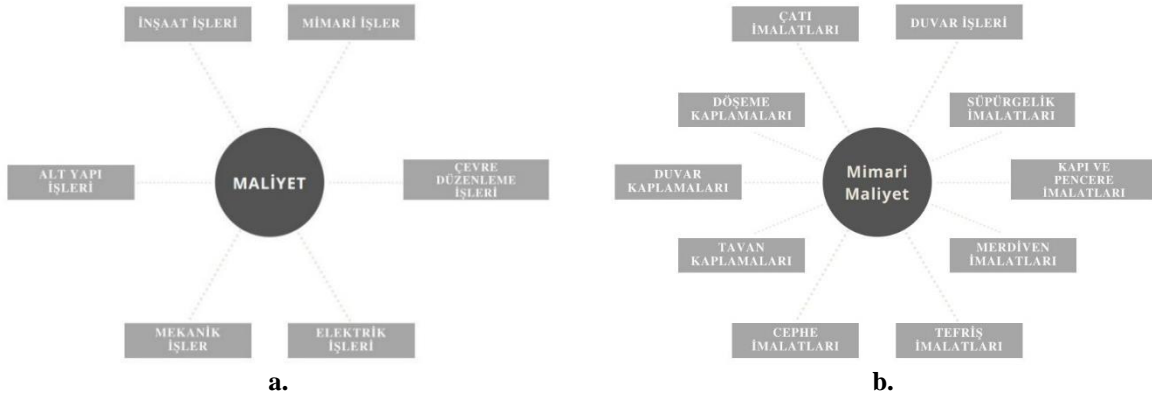 İNŞAAT İŞLERİ
MİMARİ İŞLER
ALT YAPI
İŞLERİ
MALİYET
ÇEVRE
DÜZENLEME
İŞLERİ
MEKANİK
İŞLER
ELEKTRİK
İŞLERİ
a.
ÇATI
İMALATLARI
DUVAR İŞLERİ
DÖŞEME
KAPLAMALARI
SÜPÜRGELİK
İMALATLARI
DUVAR
KAPLAMALARI
Mimari
Maliyet
KAPI VE
PENCERE
İMALATLARI
TAVAN
KAPLAMALARI
MERDİVEN
İMALATLARI
CEPHE
İMALATLARI
TEFRİŞ
İMALATLARI
b.